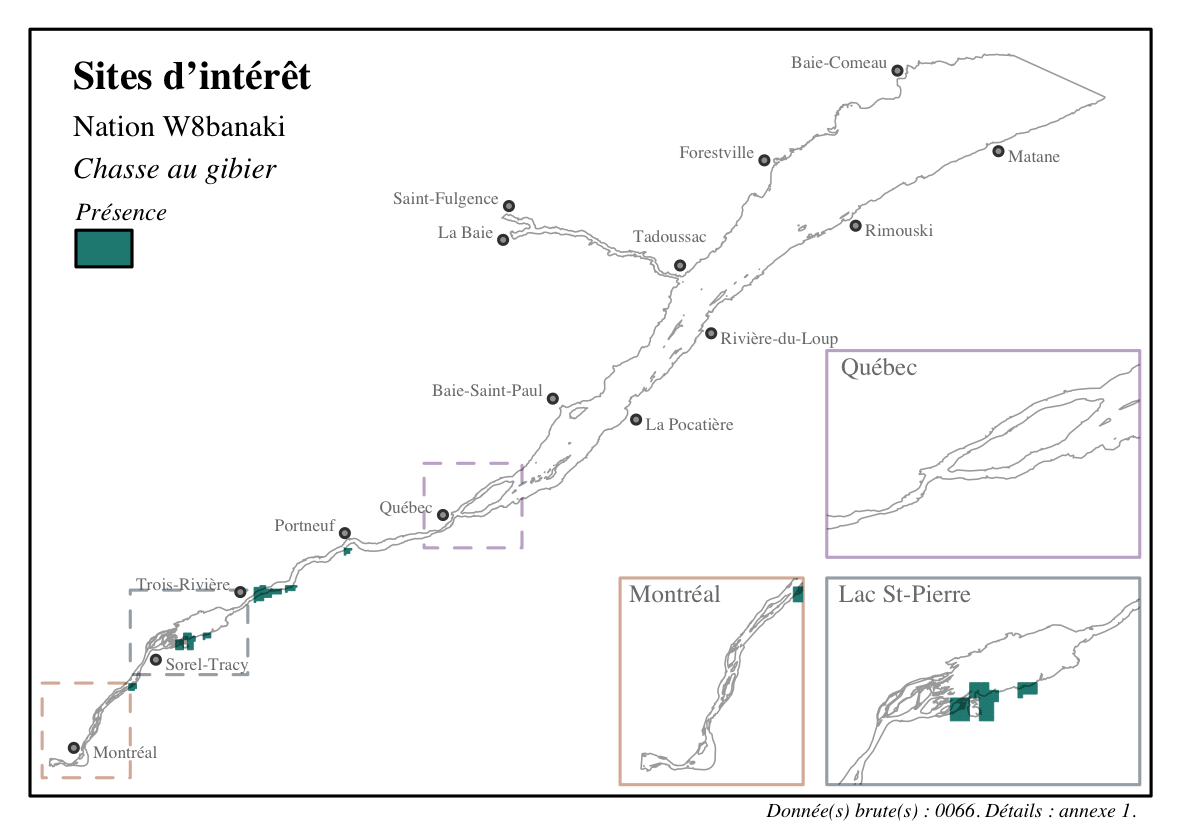 Sites d’intérêt
Nation W8banaki
Chasse au gibier
Présence
Baie-Comeau
Forestville
Matane
Saint-Fulgence
La Baie
Tadoussac
Rimouski
Rivière-du-Loup
Baie-Saint-Paul
La Pocatière
Québec
Portneuf
Trois-Rivière
Sorel-Tracy
Montréal
Québec
Montréal
Lac St-Pierre
Donnée(s) brute(s) : 0066. Détails : annexe 1.